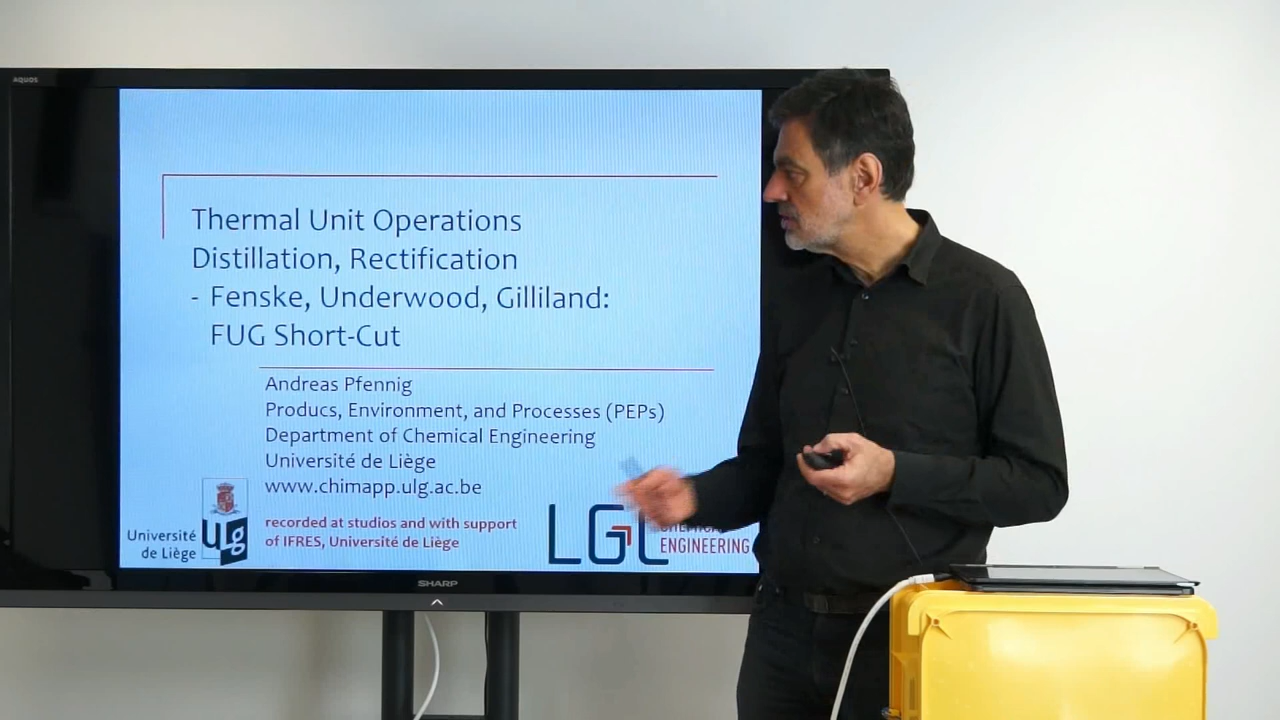 AQUOS
Thermal Unit Operations
Distillation, Rectification
- Fenske, Underwood, Gilliland:
FUG Short-Cut
Andreas Pfennig
Producs, Environment, and Processes (PEPs)
Department of Chemical Engineering
Université de Liège
www.chimapp.ulg.ac.be
recorded at studios and with support
of IFRES, Université de Liège
Université
de Liège
ulg
LGC
ENGINEERING
SHARP